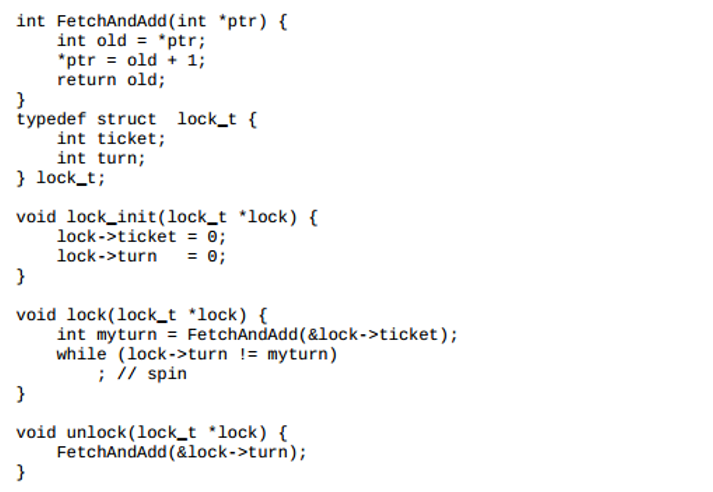 int FetchAndAdd(int *ptr) {
    int old = *ptr;
    *ptr = old + 1;
    return old;
}
typedef struct  lock_t {
    int ticket;
    int turn;
} lock_t;

void lock_init(lock_t *lock) {
    lock->ticket = 0;
    lock->turn   = 0;
}

void lock(lock_t *lock) {
    int myturn = FetchAndAdd(&lock->ticket);
    while (lock->turn != myturn)
        ; // spin
}

void unlock(lock_t *lock) {
    FetchAndAdd(&lock->turn);
}